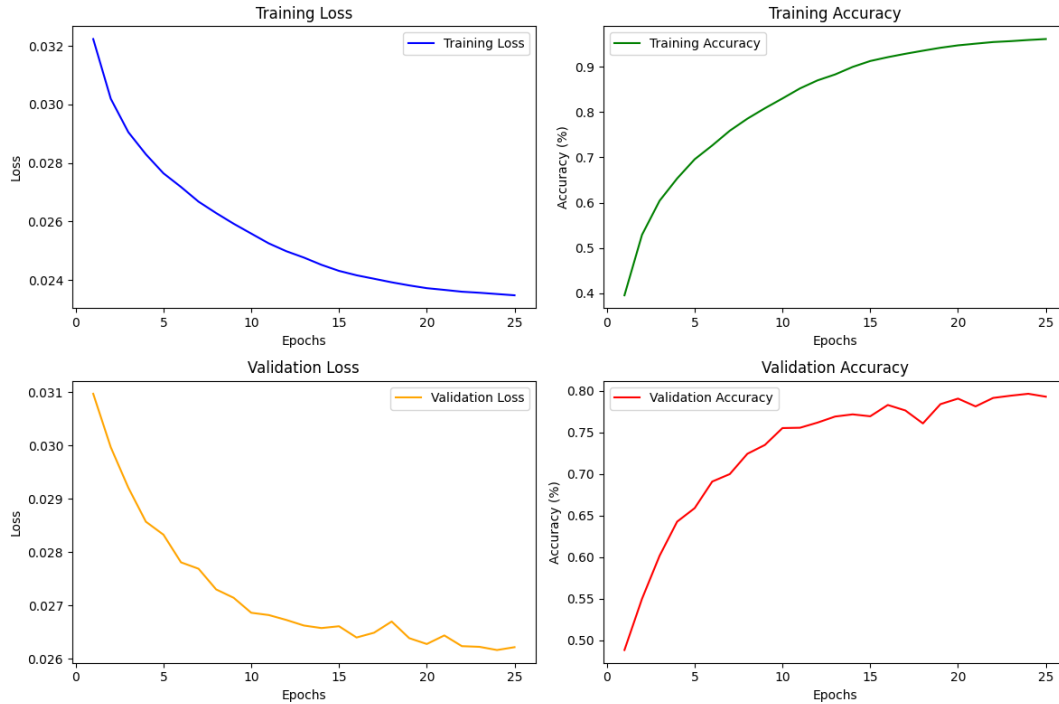 Training Loss
Training Loss
0.032
0.030
0.028
0.026
0.024
Loss
0 5 10 15 20 25
Epochs
Training Accuracy
Training Accuracy
0.9
0.8
0.7
0.6
0.5
0.4
Accuracy (%)
0 5 10 15 20 25
Epochs
Validation Loss
Validation Loss
0.031
0.030
0.029
0.028
0.027
0.026
Loss
0 5 10 15 20 25
Epochs
Validation Accuracy
Validation Accuracy
0.80
0.75
0.70
0.65
0.60
0.55
0.50
Accuracy (%)
0 5 10 15 20 25
Epochs